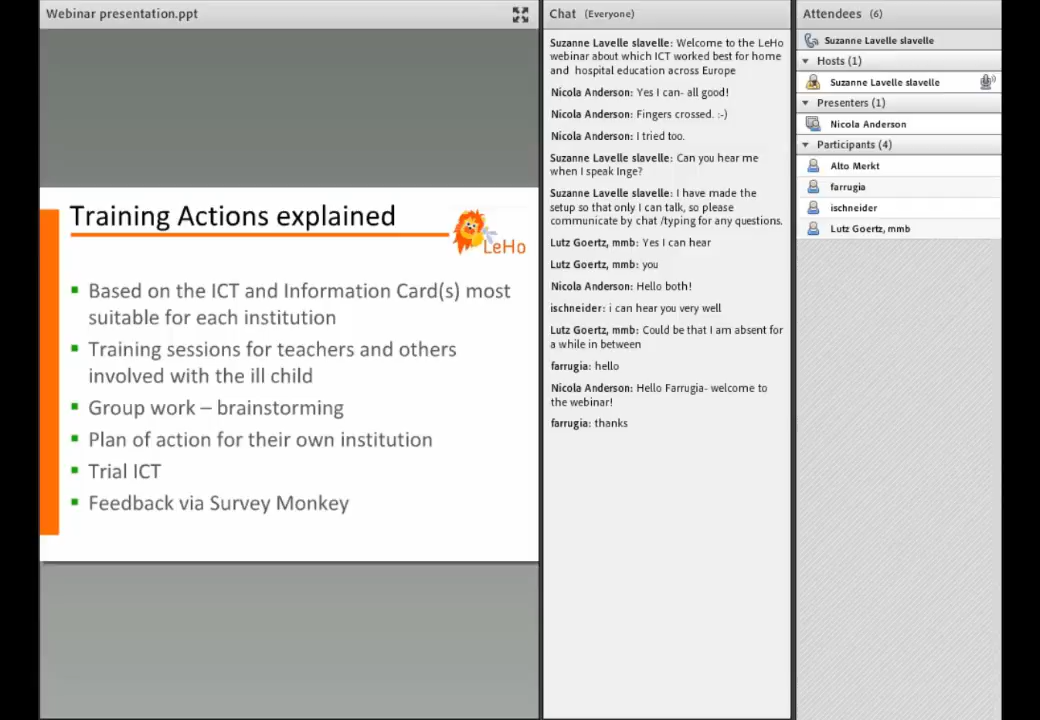 Webinar presentation.ppt
Training Actions explained
LeHo
Based on the ICT and Information Card(s) most
suitable for each institution
Training sessions for teachers and others
involved with the ill child
Group work – brainstorming
Plan of action for their own institution
Trial ICT
Feedback via Survey Monkey
Chat (Everyone)
Suzanne Lavelle slavelle: Welcome to the LeHo
webinar about which ICT worked best for home
and hospital education across Europe
Nicola Anderson: Yes I can- all good!
Nicola Anderson: Fingers crossed. :-)
Nicola Anderson: I tried too.
Suzanne Lavelle slavelle: Can you hear me
when I speak Inge?
Suzanne Lavelle slavelle: I have made the
setup so that only I can talk, so please
communicate by chat /typing for any questions.
Lutz Goertz, mmb: Yes I can hear
Lutz Goertz, mmb: you
Nicola Anderson: Hello both!
ischneider: i can hear you very well
Lutz Goertz, mmb: Could be that I am absent for
a while in between
farrugia: hello
Nicola Anderson: Hello Farrugia- welcome to
the webinar!
farrugia: thanks
Attendees (6)
Suzanne Lavelle slavelle
Hosts (1)
Suzanne Lavelle slavelle
Presenters (1)
Nicola Anderson
Participants (4)
Alto Merkt
farrugia
ischneider
Lutz Goertz, mmb